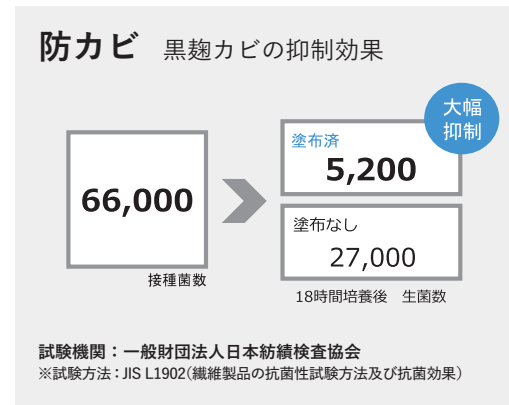 防カビ 黒麹カビの抑制効果
大幅
抑制
塗布済
5,200
66,000
塗布なし
27,000
接種菌数
18時間培養後 生菌数
試験機関：一般財団法人日本紡績検査協会
※試験方法：JIS L1902（繊維製品の抗菌性試験方法及び抗菌効果）